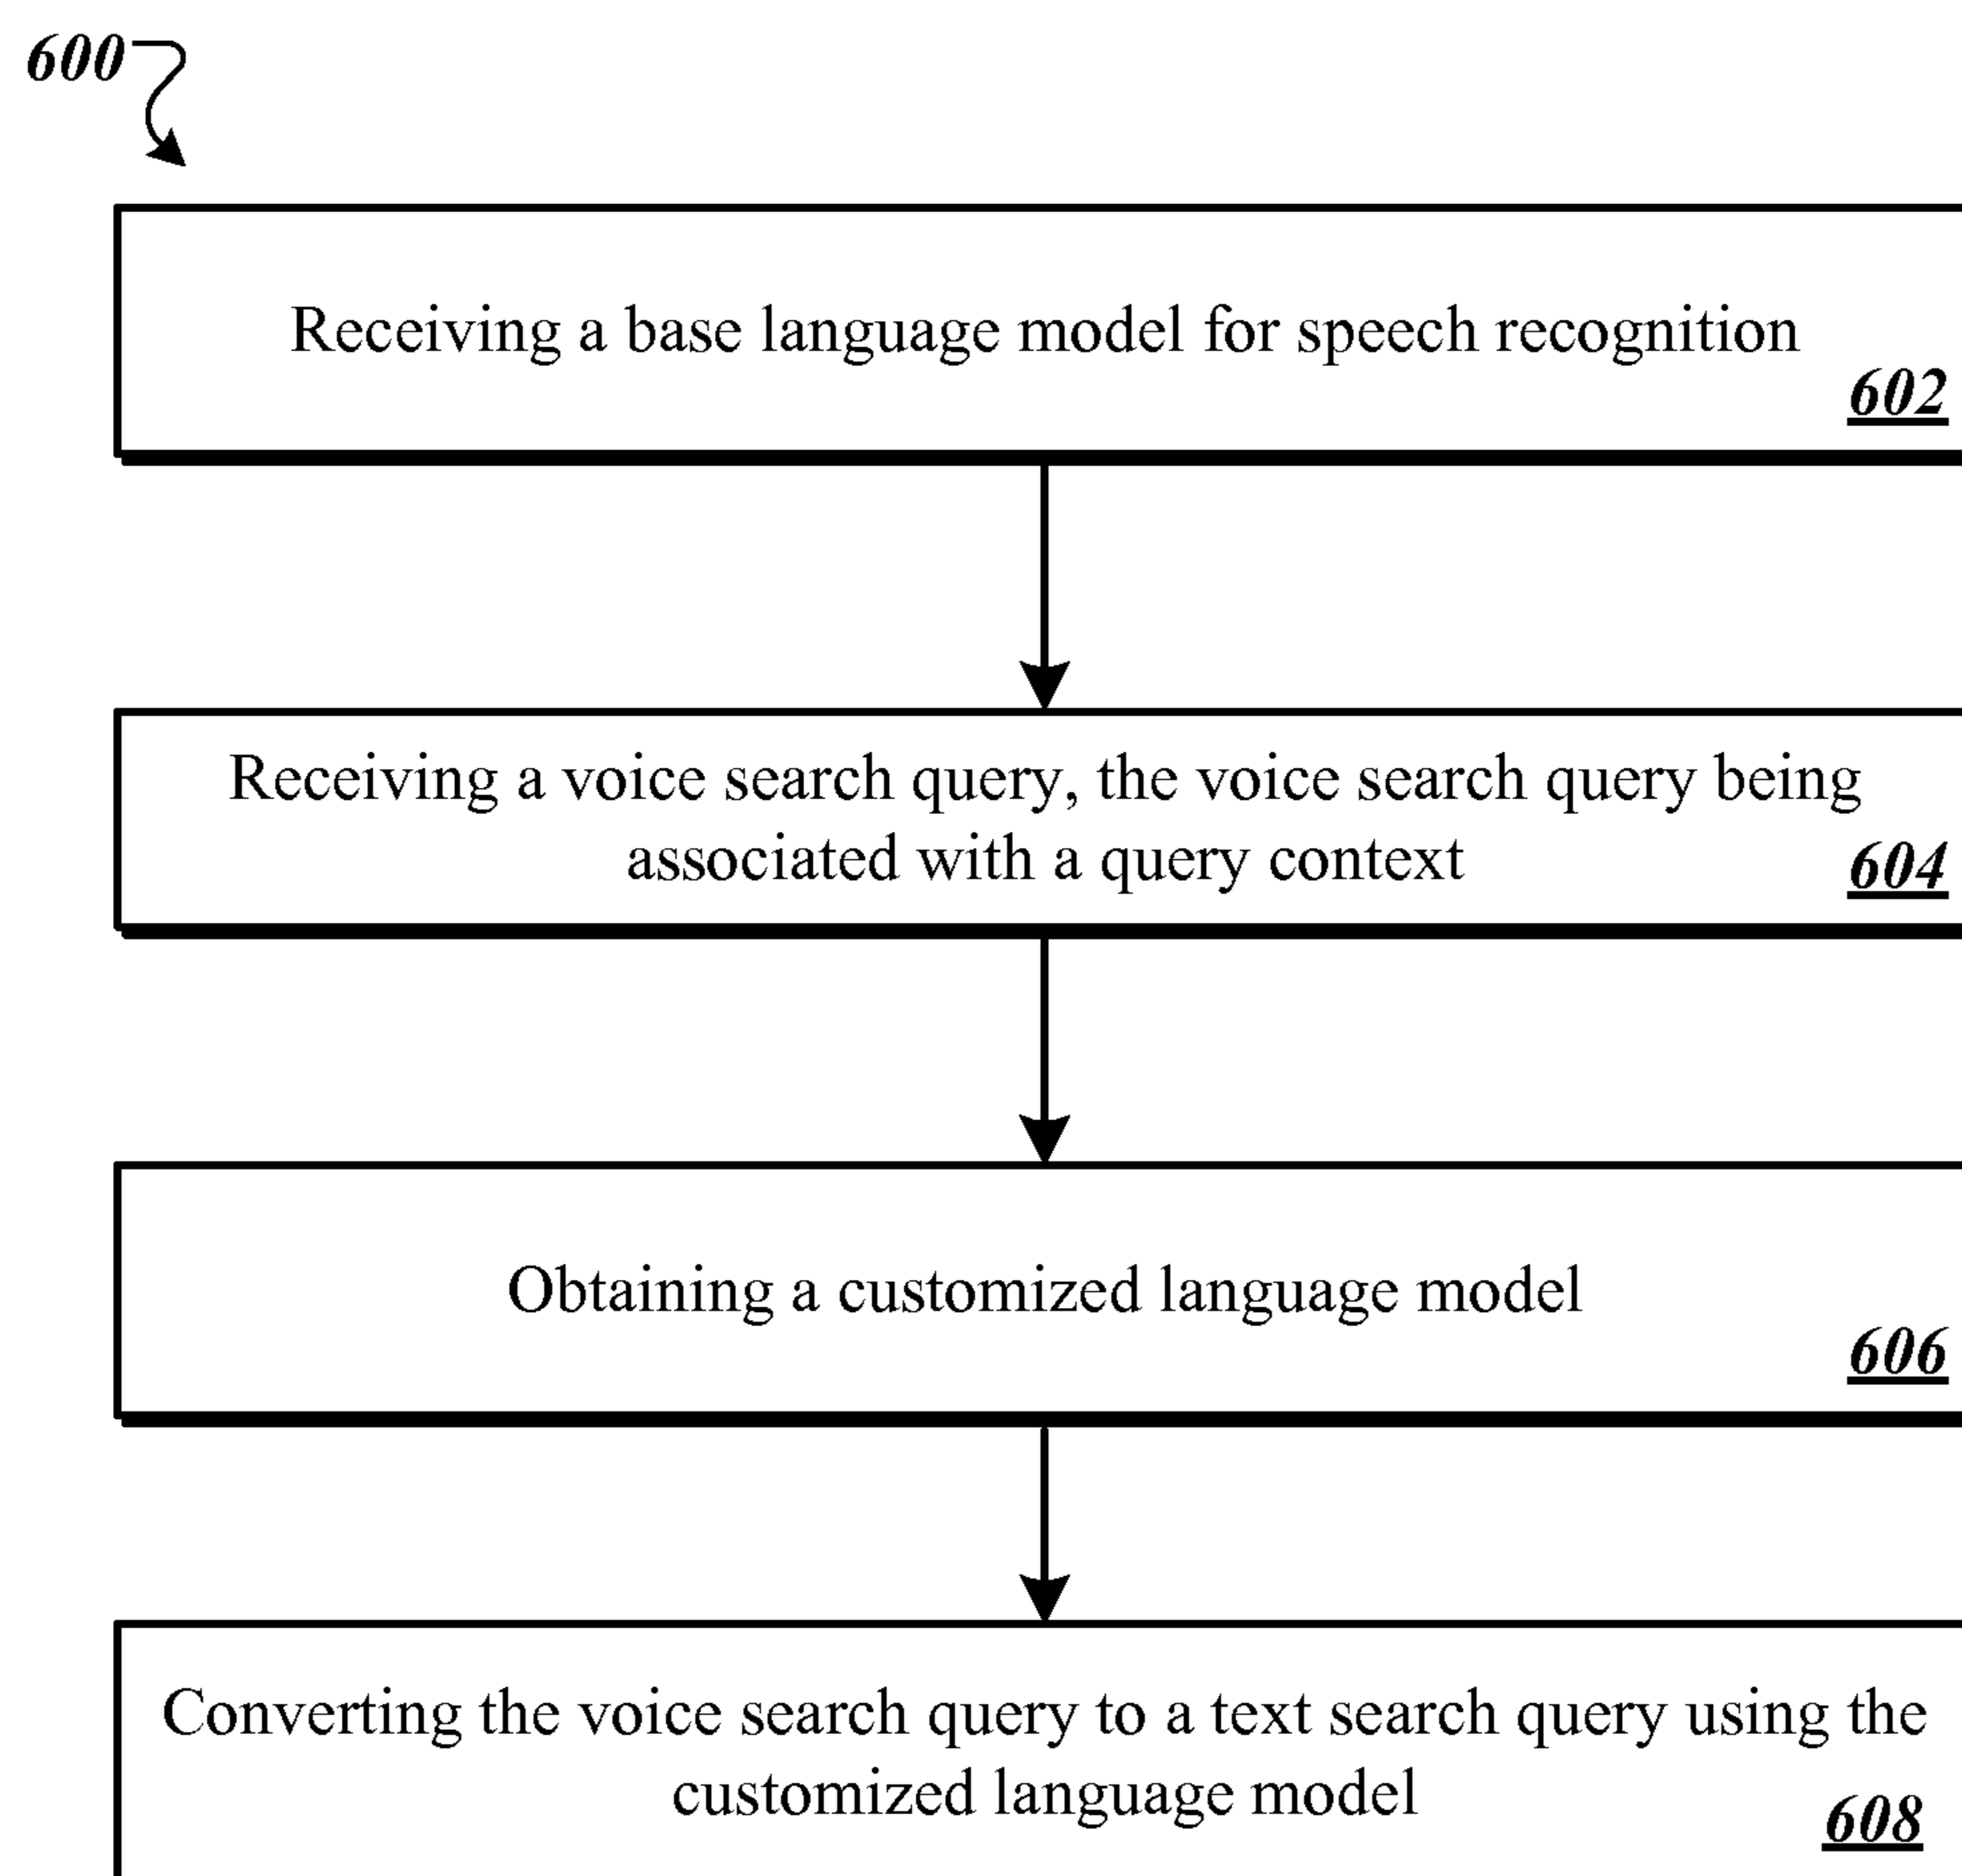 600
Receiving a base language model for speech recognition
602
Receiving a voice search query, the voice search query being
associated with a query context
604
Obtaining a customized language model
606
Converting the voice search query to a text search query using the
customized language model
608